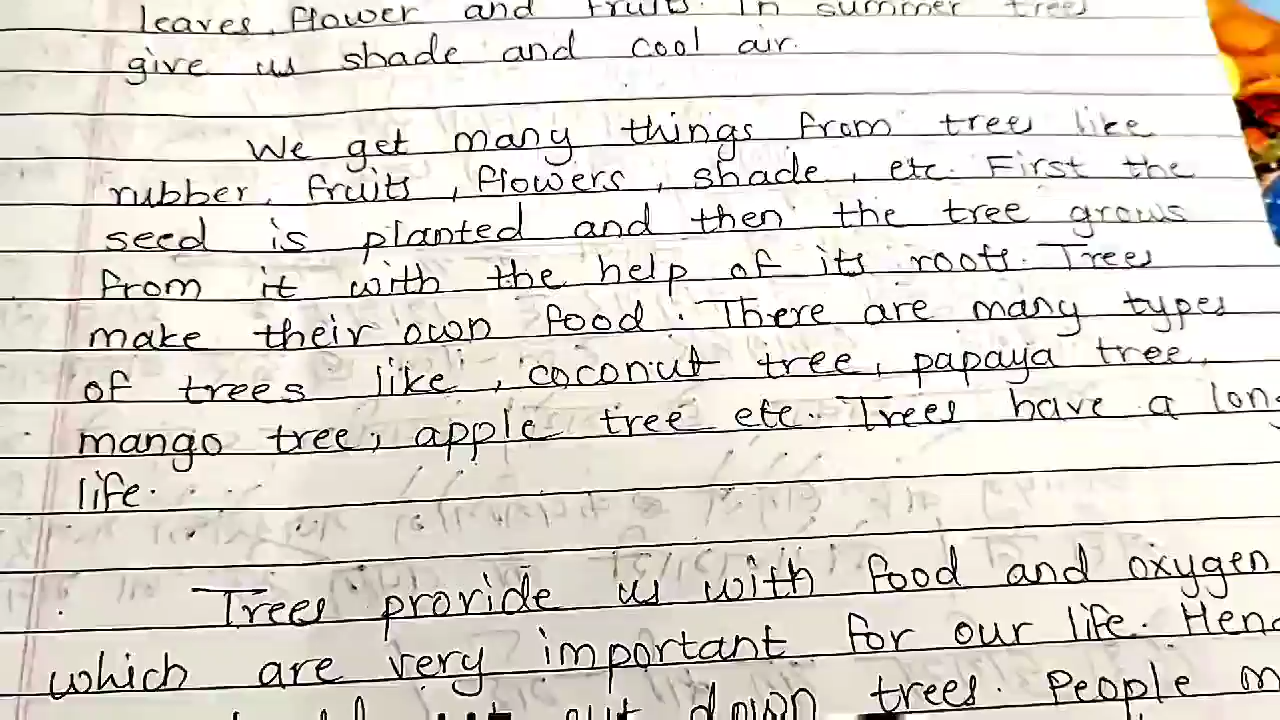 leaves, flower and fruits. In summer trees
give us shade and cool air.
We get many things from trees like
rubber, fruits, flowers, shade, etc. First the
seed is planted and then the tree grows
from it with the help of its roots. Trees
make their own food. There are many types
of trees like, coconut tree, papaya tree,
mango tree, apple tree etc. Trees have a long
life.
Trees provide us with food and oxygen
which are very important for our life. Henc
down trees. People